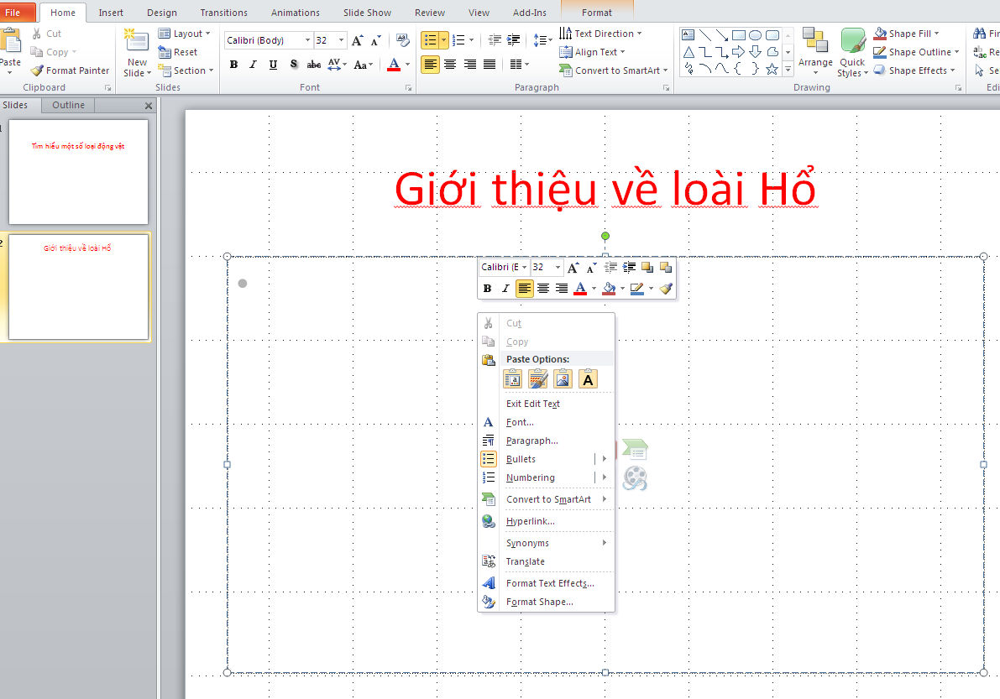 File Home Insert Design Transitions Animations Slide Show Review View Add-Ins Format
Cut
Copy
Paste
Format Painter
Clipboard
New
Slide
Layout
Reset
Section
Slides
Calibri (Body) 32 A A
B I U S abc AV Aa A
Font
Text Direction
Align Text
Convert to SmartArt
Paragraph
Arrange
Quick
Styles
Shape Fill
Shape Outline
Shape Effects
Drawing
Slides Outline
Tìm hiểu một số loại động vật
2
Giới thiệu về loài Hổ
Giới thiệu về loài Hổ
Calibri (E 32 A A
B I A
Cut
Copy
Paste Options:
Exit Edit Text
Font...
Paragraph...
Bullets
Numbering
Convert to SmartArt
Hyperlink...
Synonyms
Translate
Format Text Effects...
Format Shape...